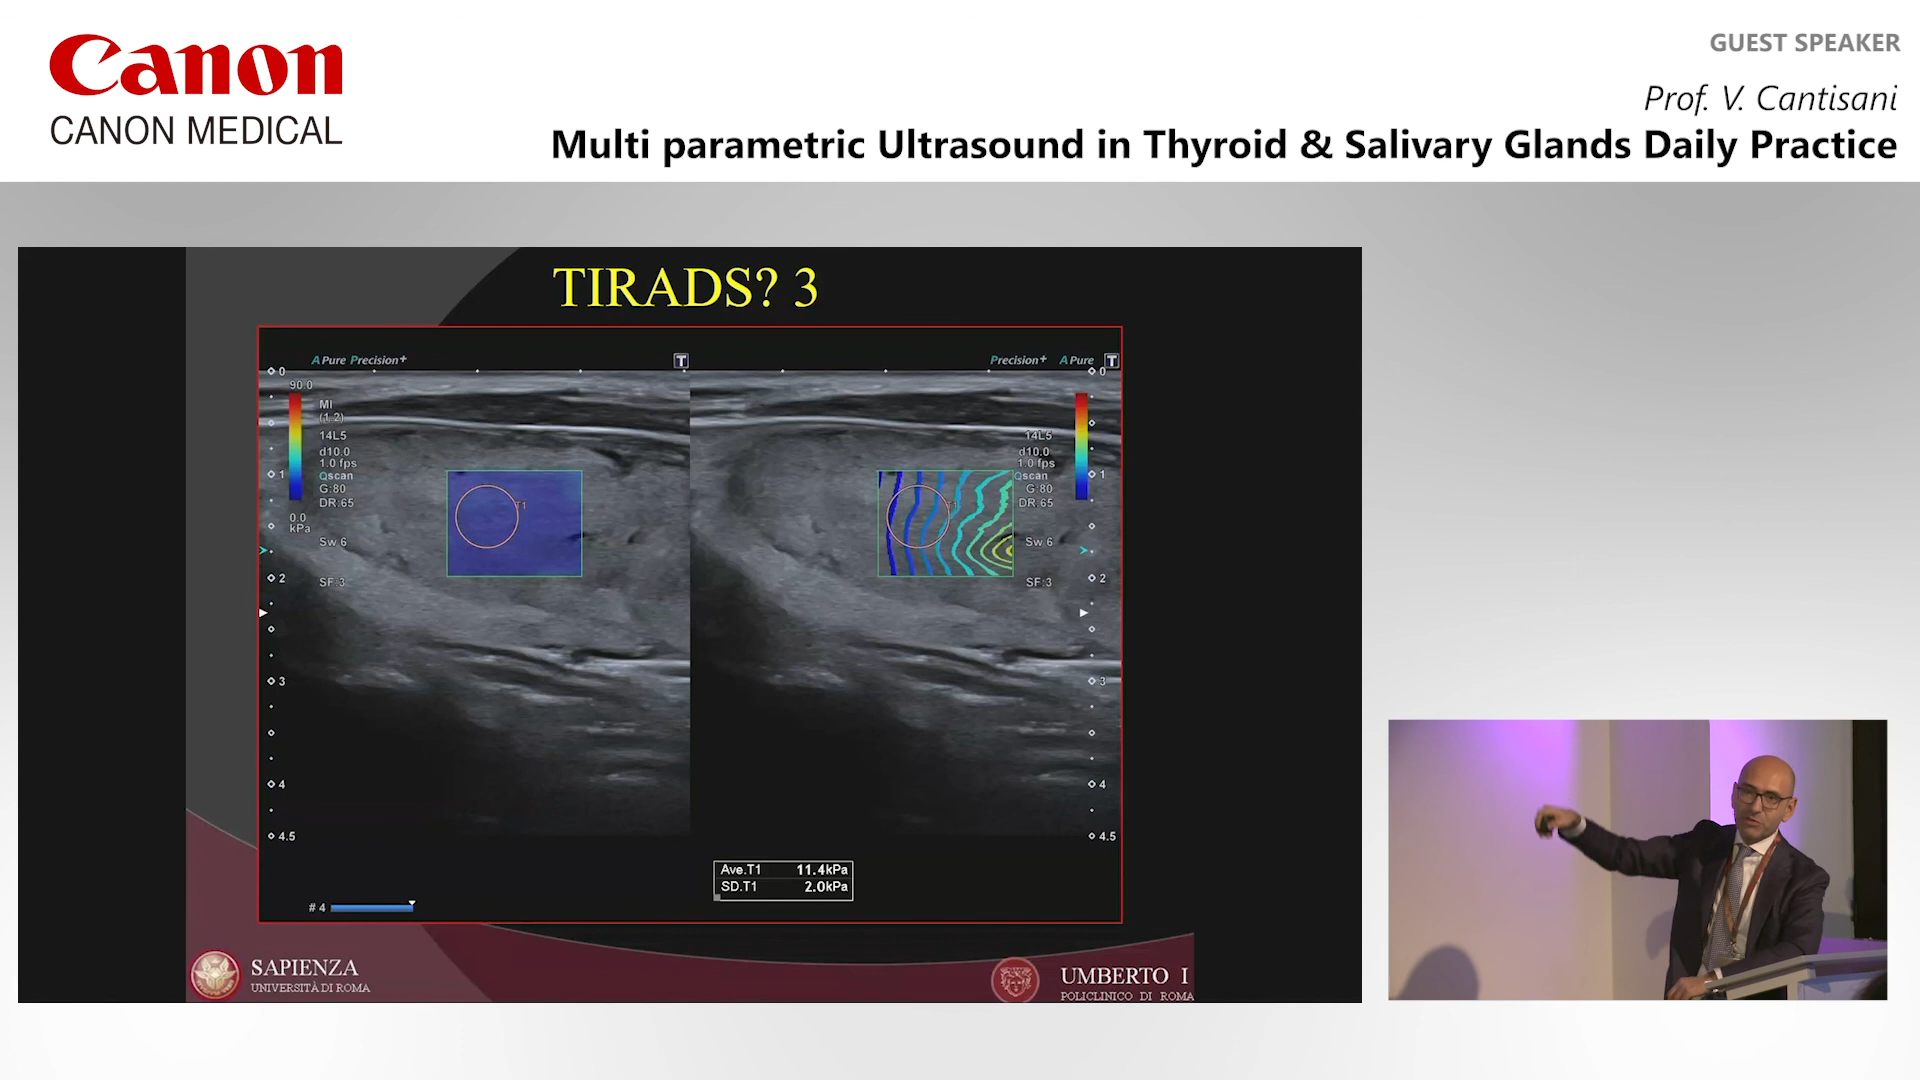 Canon
CANON MEDICAL
GUEST SPEAKER
Prof. V. Cantisani
Multi parametric Ultrasound in Thyroid & Salivary Glands Daily Practice
TIRADS? 3
APure Precision+
T
Precision+ APure
T
0
90.0
MI
(1.2)
14L5
d10.0
1.0 fps
Qscan
G:80
DR:65
0.0
kPa
Sw 6
SF:3
1
2
3
4
4.5
T1
0
14L5
d10.0
1.0 fps
Qscan
G:80
DR:65
Sw 6
SF:3
1
2
3
4
4.5
Ave.T1 11.4kPa
SD.T1 2.0kPa
# 4
SAPIENZA
UNIVERSITÀ DI ROMA
UMBERTO I
POLICLINICO DI ROMA